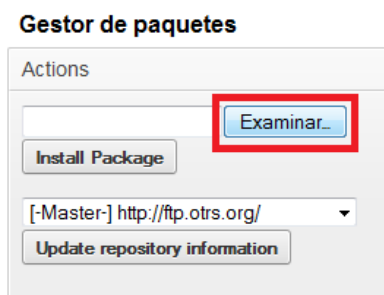 Gestor de paquetes
Actions
Examinar...
Install Package
[-Master-] http://ftp.otrs.org/
Update repository information